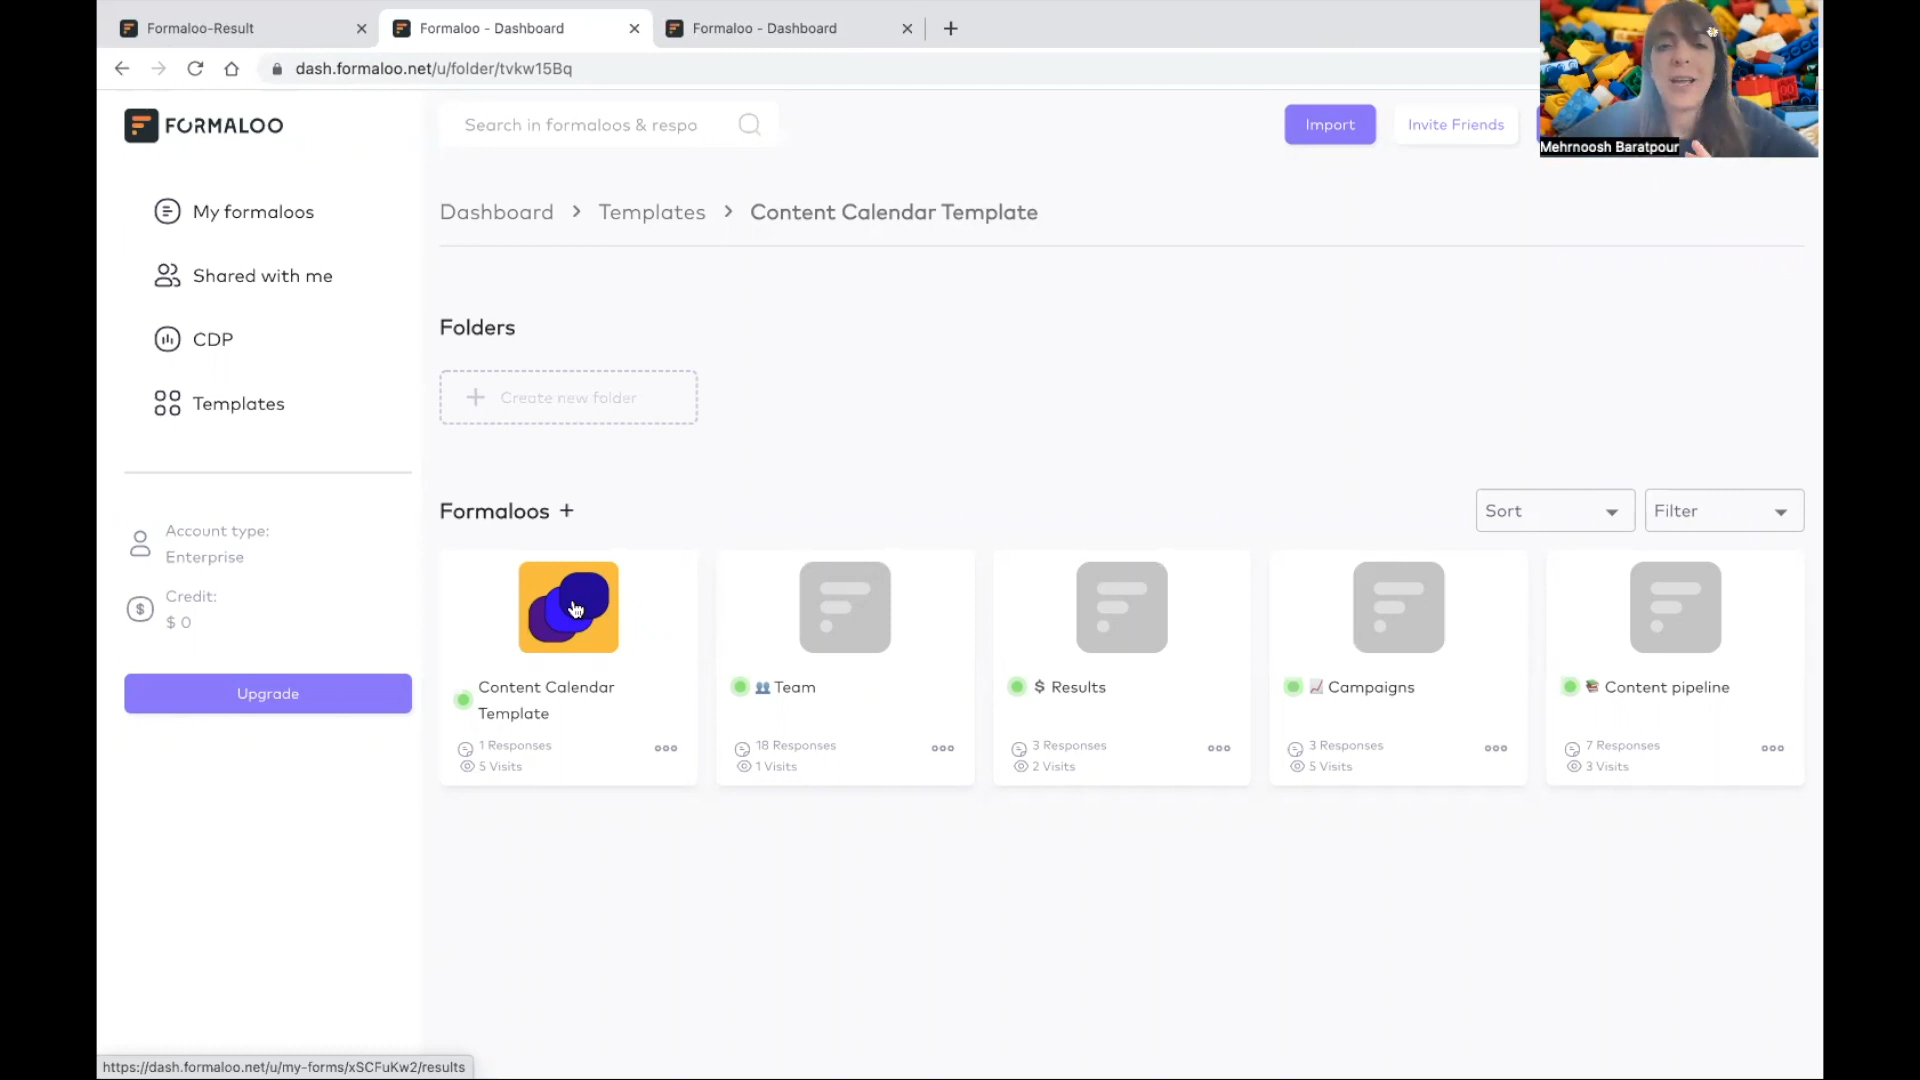 Formaloo-Result
Formaloo - Dashboard
Formaloo - Dashboard
dash.formaloo.net/u/folder/tvkw15Bq
FORMALOO
Search in formaloos & respo
Import
Invite Friends
Mehrnoosh Baratpour
My formaloos
Shared with me
CDP
Templates
Account type:
Enterprise
Credit:
$ 0
Upgrade
Dashboard > Templates > Content Calendar Template
Folders
+ Create new folder
Formaloos +
Sort
Filter
Content Calendar
Template
1 Responses
5 Visits
Team
18 Responses
1 Visits
$ Results
3 Responses
2 Visits
Campaigns
3 Responses
5 Visits
Content pipeline
7 Responses
3 Visits
https://dash.formaloo.net/u/my-forms/xSCFuKw2/results